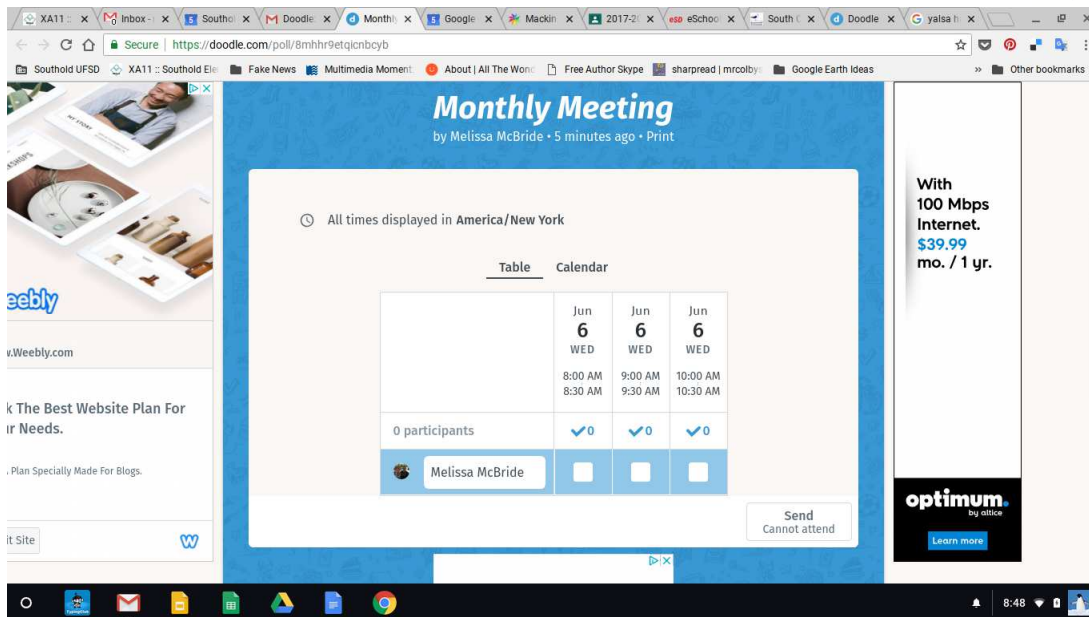 XA11 ::
Inbox -
Southol
Doodle
Monthly
Google
Mackin
2017-2
eSchool
South
Doodle
yalsa h
Secure | https://doodle.com/poll/8mhhr9etqicnbcyb
Southold UFSD
XA11 :: Southold Ele
Fake News
Multimedia Moment
About | All The Wond
Free Author Skype
sharpread | mrcolby
Google Earth Ideas
» Other bookmarks
Monthly Meeting
by Melissa McBride • 5 minutes ago • Print
All times displayed in America/New York
Table Calendar
Jun Jun Jun
6 6 6
WED WED WED
8:00 AM 9:00 AM 10:00 AM
8:30 AM 9:30 AM 10:30 AM
0 participants 0 0 0
Melissa McBride
Send
Cannot attend
MY STORY
eebly
.Weebly.com
k The Best Website Plan For
r Needs.
Plan Specially Made For Blogs.
it Site
With
100 Mbps
Internet.
$39.99
mo. / 1 yr.
optimum.
by altice
Learn more
8:48